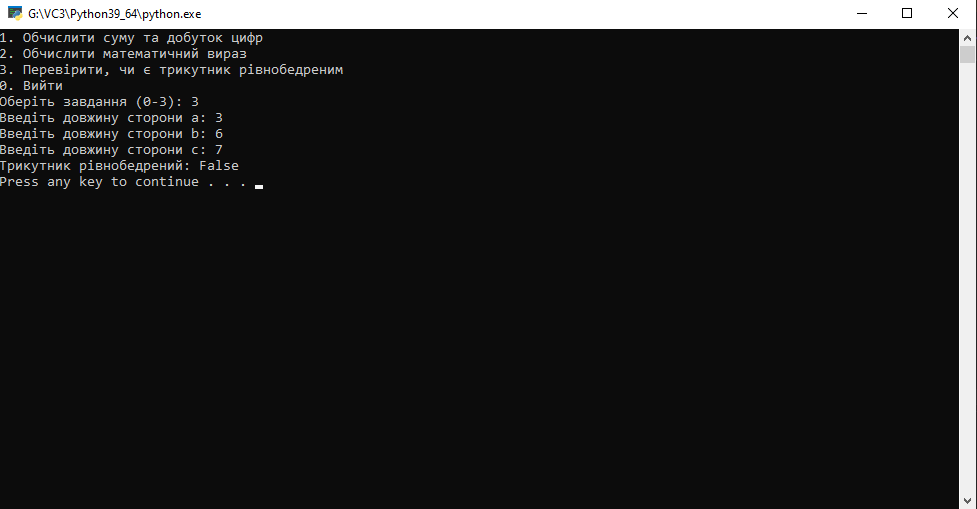 G:\VC3\Python39_64\python.exe
1. Обчислити суму та добуток цифр
2. Обчислити математичний вираз
3. Перевірити, чи є трикутник рівнобедреним
0. Вийти
Оберіть завдання (0-3): 3
Введіть довжину сторони a: 3
Введіть довжину сторони b: 6
Введіть довжину сторони c: 7
Трикутник рівнобедрений: False
Press any key to continue . . .